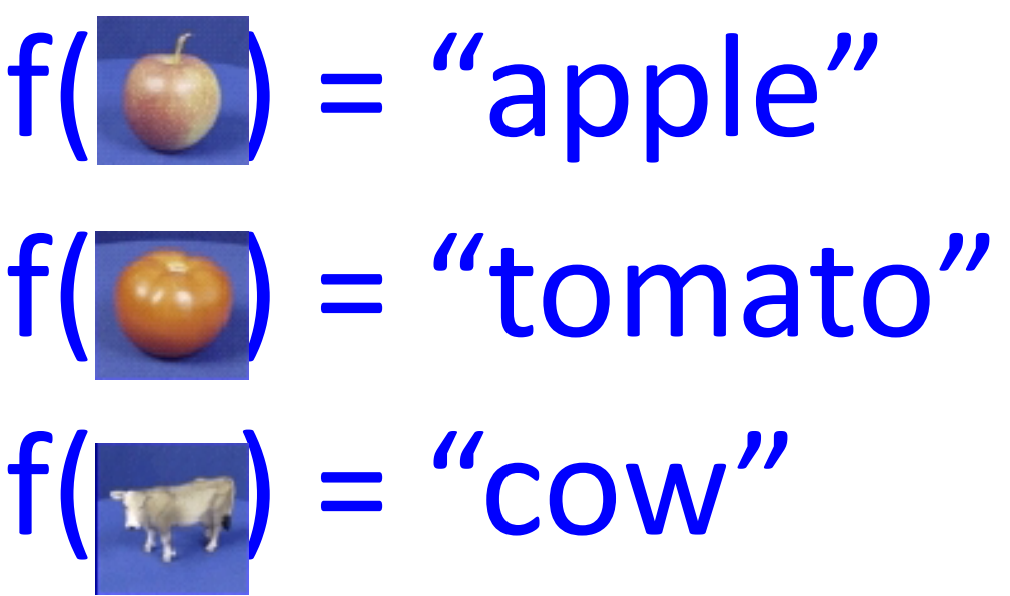 f( ) = “apple”
f( ) = “tomato”
f( ) = “cow”